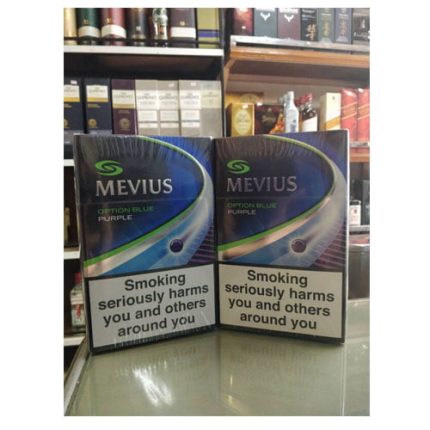 MEVIUS
OPTION BLUE
PURPLE
Smoking
seriously harms
you and others
around you
MEVIUS
OPTION BLUE
PURPLE
Smoking
seriously harms
you and others
around you